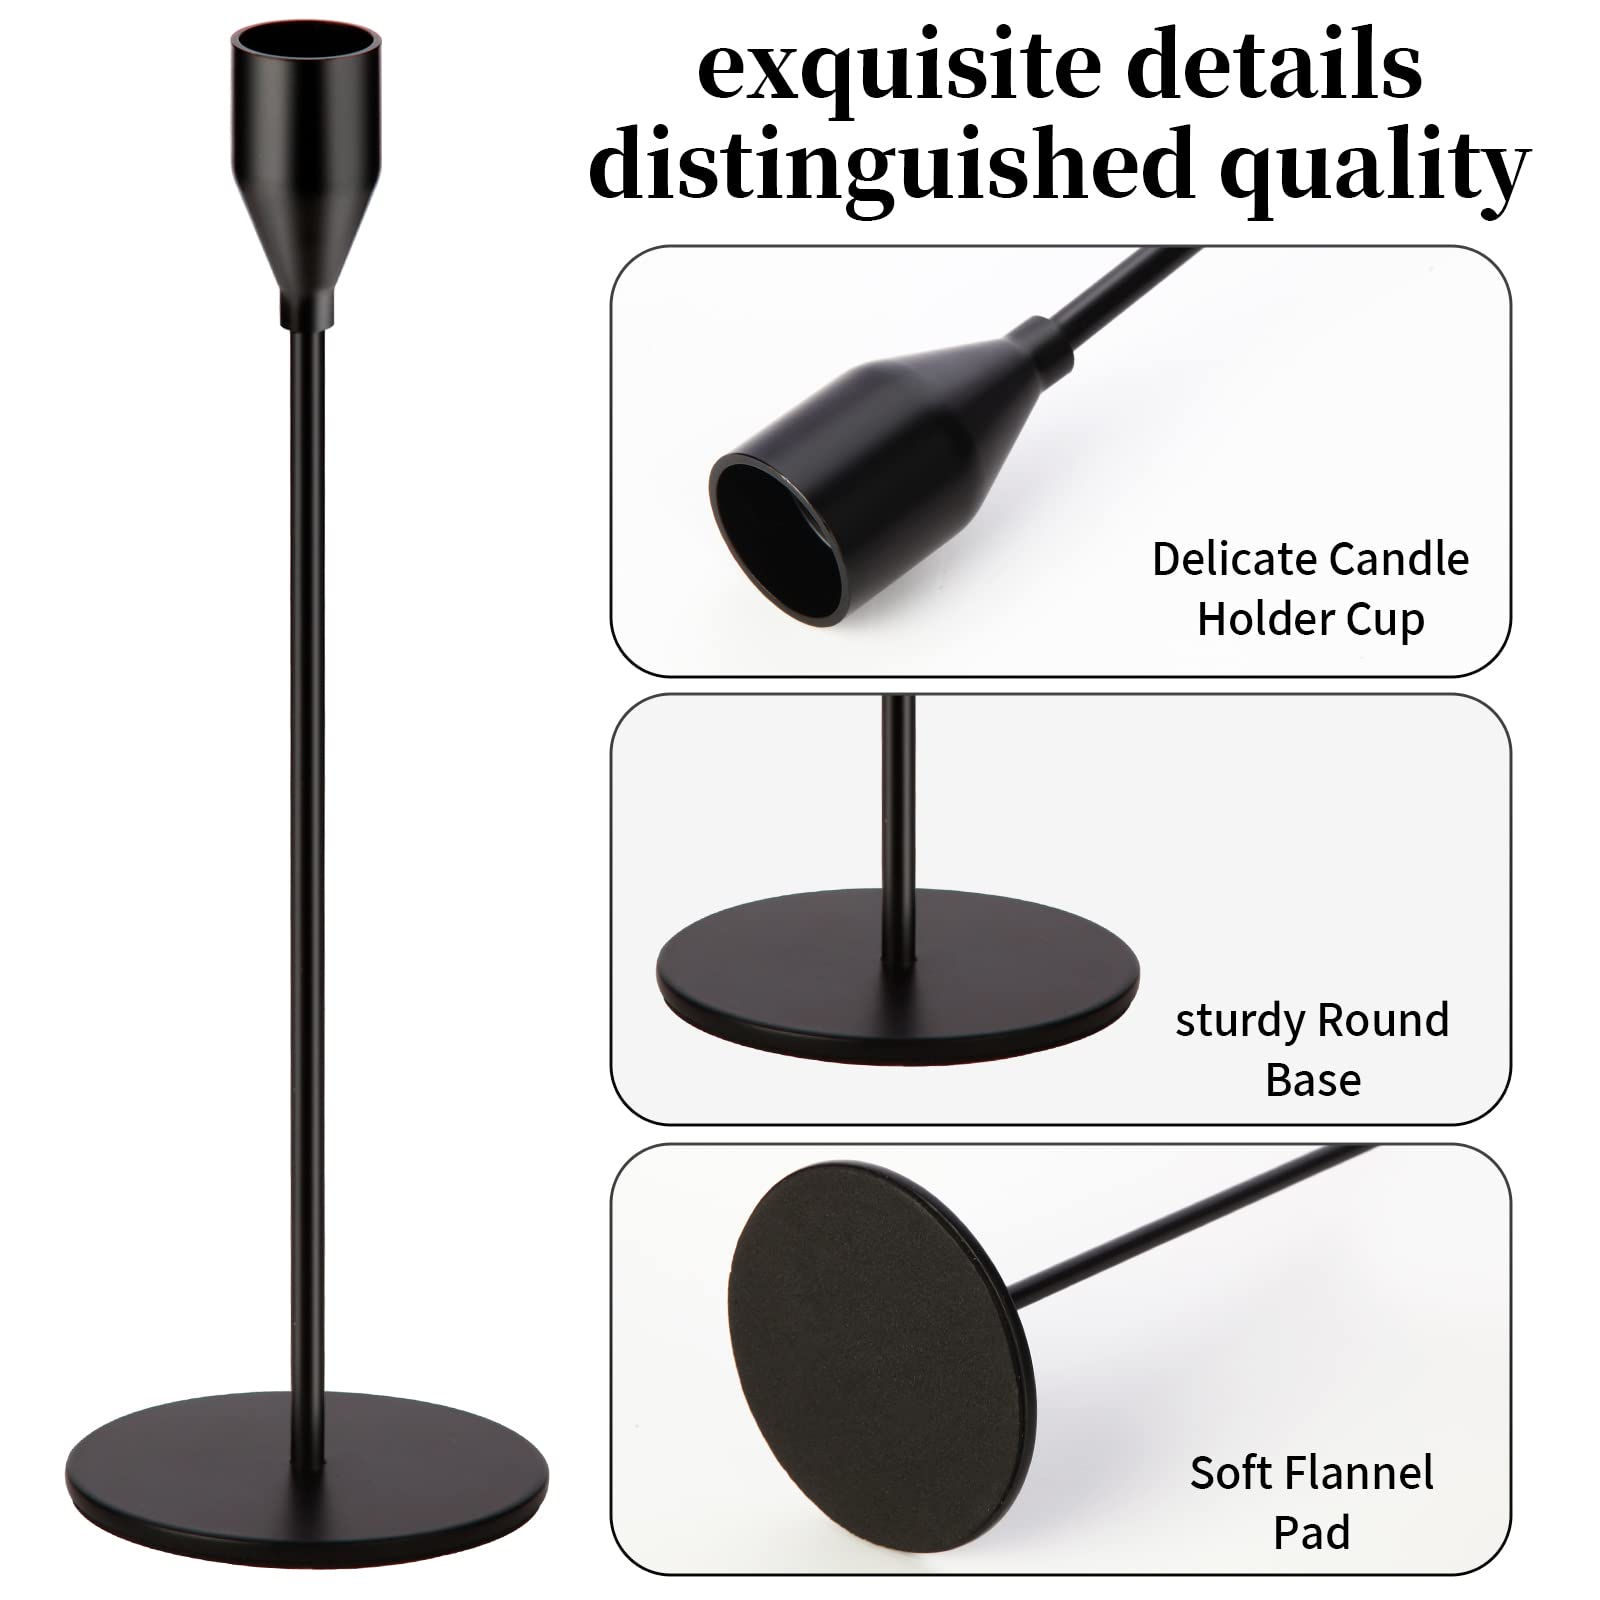 exquisite details
distinguished quality
Delicate Candle
Holder Cup
sturdy Round
Base
Soft Flannel
Pad